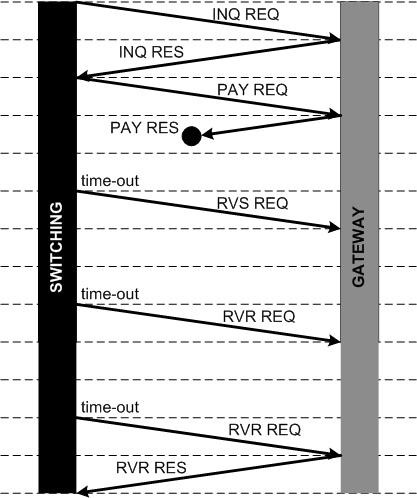 INQ REQ
INQ RES
PAY REQ
PAY RES
time-out
RVS REQ
SWITCHING
GATEWAY
time-out
RVR REQ
time-out
RVR REQ
RVR RES